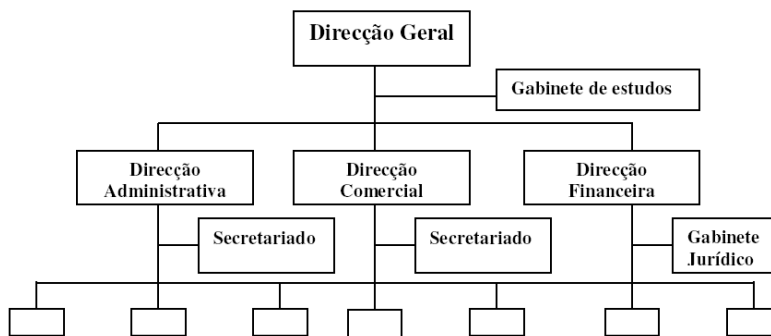 Direcção Geral
Gabinete de estudos
Direcção
Administrativa
Direcção
Comercial
Direcção
Financeira
Secretariado
Secretariado
Gabinete
Jurídico